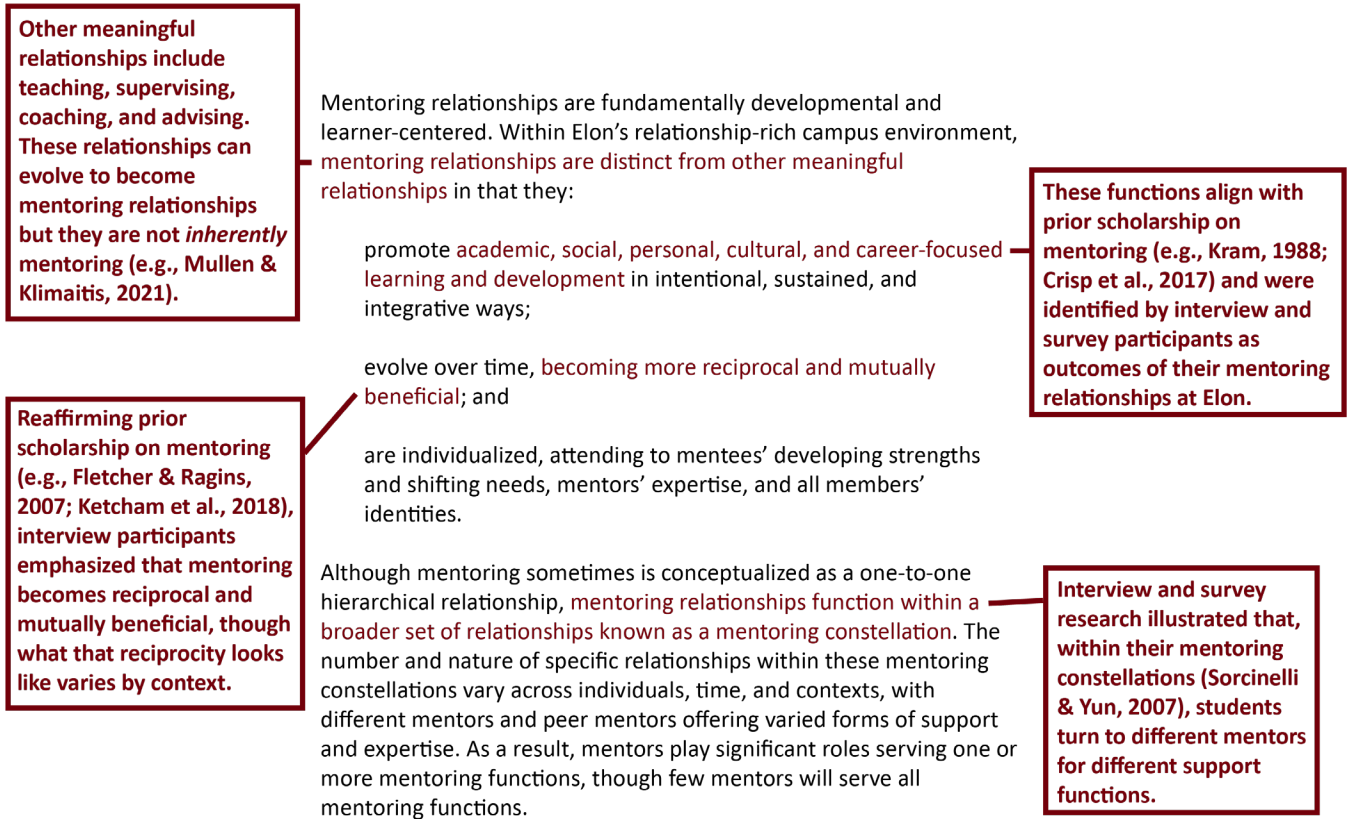 Other meaningful
relationships include
teaching, supervising,
coaching, and advising.
These relationships can
evolve to become
mentoring relationships
but they are not inherently
mentoring (e.g., Mullen &
Klimaitis, 2021).
Mentoring relationships are fundamentally developmental and
learner-centered. Within Elon’s relationship-rich campus environment,
mentoring relationships are distinct from other meaningful
relationships in that they:
promote academic, social, personal, cultural, and career-focused
learning and development in intentional, sustained, and
integrative ways;
These functions align with
prior scholarship on
mentoring (e.g., Kram, 1988;
Crisp et al., 2017) and were
identified by interview and
survey participants as
outcomes of their mentoring
relationships at Elon.
evolve over time, becoming more reciprocal and mutually
beneficial; and
Reaffirming prior
scholarship on mentoring
(e.g., Fletcher & Ragins,
2007; Ketcham et al., 2018),
interview participants
emphasized that mentoring
becomes reciprocal and
mutually beneficial, though
what that reciprocity looks
like varies by context.
are individualized, attending to mentees’ developing strengths
and shifting needs, mentors’ expertise, and all members’
identities.
Although mentoring sometimes is conceptualized as a one-to-one
hierarchical relationship, mentoring relationships function within a
broader set of relationships known as a mentoring constellation. The
number and nature of specific relationships within these mentoring
constellations vary across individuals, time, and contexts, with
different mentors and peer mentors offering varied forms of support
and expertise. As a result, mentors play significant roles serving one or
more mentoring functions, though few mentors will serve all
mentoring functions.
Interview and survey
research illustrated that,
within their mentoring
constellations (Sorcinelli
& Yun, 2007), students
turn to different mentors
for different support
functions.